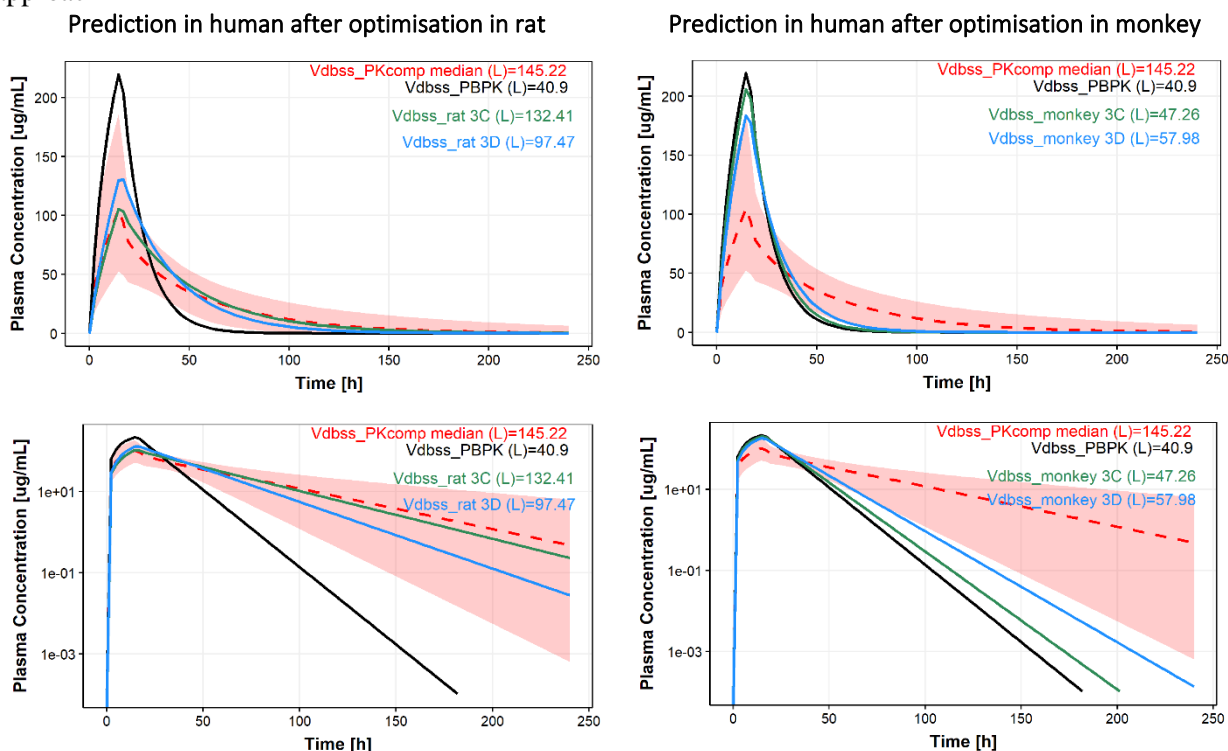 Prediction in human after optimisation in rat
Prediction in human after optimisation in monkey
Plasma Concentration [ug/mL]
200
150
100
50
0
Vdbss_PKcomp median (L)=145.22
Vdbss_PBPK (L)=40.9
Vdbss_rat 3C (L)=132.41
Vdbss_rat 3D (L)=97.47
0
50
100
150
200
250
Time [h]
Plasma Concentration [ug/mL]
200
150
100
50
0
Vdbss_PKcomp median (L)=145.22
Vdbss_PBPK (L)=40.9
Vdbss_monkey 3C (L)=47.26
Vdbss_monkey 3D (L)=57.98
0
50
100
150
200
250
Time [h]
Plasma Concentration [ug/mL]
1e+01
1e-01
1e-03
Vdbss_PKcomp median (L)=145.22
Vdbss_PBPK (L)=40.9
Vdbss_rat 3C (L)=132.41
Vdbss_rat 3D (L)=97.47
0
50
100
150
200
250
Time [h]
Plasma Concentration [ug/mL]
1e+01
1e-01
1e-03
Vdbss_PKcomp median (L)=145.22
Vdbss_PBPK (L)=40.9
Vdbss_monkey 3C (L)=47.26
Vdbss_monkey 3D (L)=57.98
0
50
100
150
200
250
Time [h]